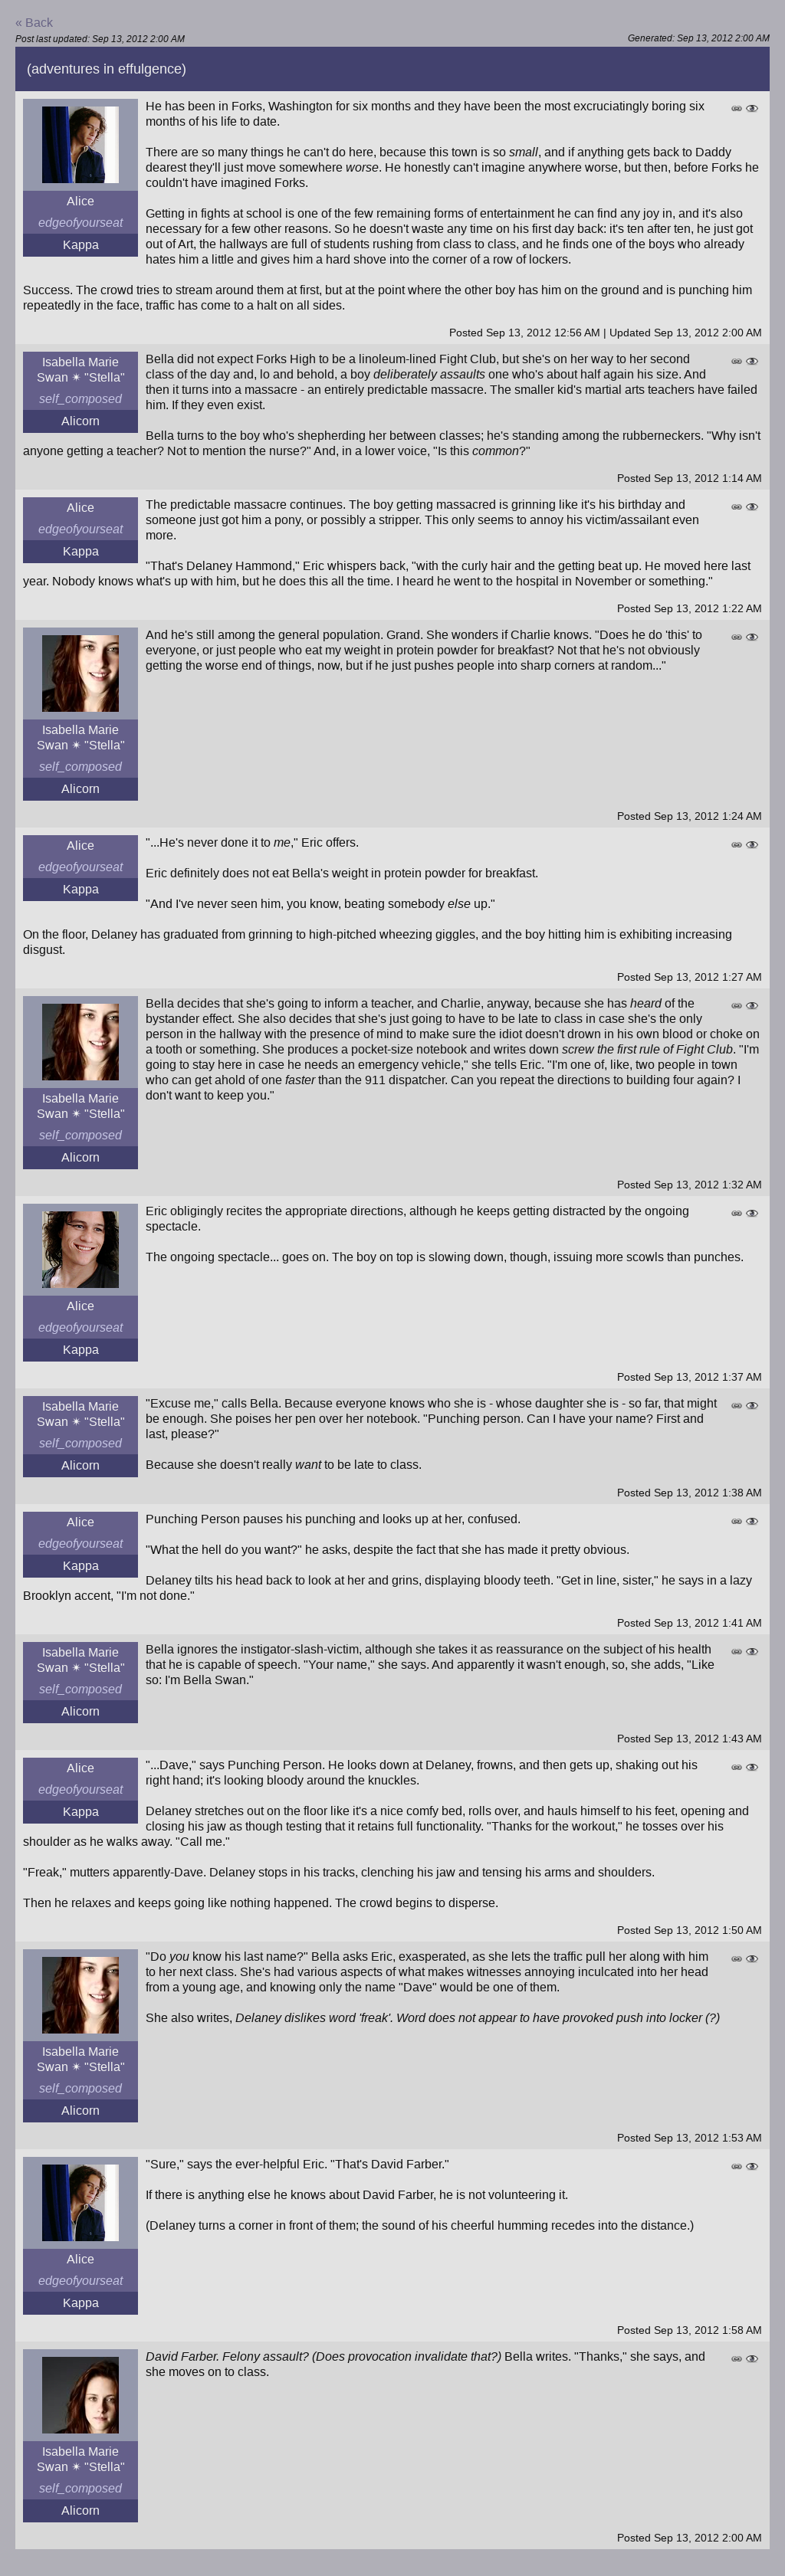 « Back
Post last updated: Sep 13, 2012 2:00 AM
Generated: Sep 13, 2012 2:00 AM
(adventures in effulgence)
Alice
edgeofyourseat
Kappa
He has been in Forks, Washington for six months and they have been the most excruciatingly boring six
months of his life to date.
There are so many things he can't do here, because this town is so small, and if anything gets back to Daddy
dearest they'll just move somewhere worse. He honestly can't imagine anywhere worse, but then, before Forks he
couldn't have imagined Forks.
Getting in fights at school is one of the few remaining forms of entertainment he can find any joy in, and it's also
necessary for a few other reasons. So he doesn't waste any time on his first day back: it's ten after ten, he just got
out of Art, the hallways are full of students rushing from class to class, and he finds one of the boys who already
hates him a little and gives him a hard shove into the corner of a row of lockers.
Success. The crowd tries to stream around them at first, but at the point where the other boy has him on the ground and is punching him
repeatedly in the face, traffic has come to a halt on all sides.
Posted Sep 13, 2012 12:56 AM | Updated Sep 13, 2012 2:00 AM
Isabella Marie
Swan ✴ "Stella"
self_composed
Alicorn
Bella did not expect Forks High to be a linoleum-lined Fight Club, but she's on her way to her second
class of the day and, lo and behold, a boy deliberately assaults one who's about half again his size. And
then it turns into a massacre - an entirely predictable massacre. The smaller kid's martial arts teachers have failed
him. If they even exist.
Bella turns to the boy who's shepherding her between classes; he's standing among the rubberneckers. "Why isn't
anyone getting a teacher? Not to mention the nurse?" And, in a lower voice, "Is this common?"
Posted Sep 13, 2012 1:14 AM
Alice
edgeofyourseat
Kappa
The predictable massacre continues. The boy getting massacred is grinning like it's his birthday and
someone just got him a pony, or possibly a stripper. This only seems to annoy his victim/assailant even
more.
"That's Delaney Hammond," Eric whispers back, "with the curly hair and the getting beat up. He moved here last
year. Nobody knows what's up with him, but he does this all the time. I heard he went to the hospital in November or something."
Posted Sep 13, 2012 1:22 AM
Isabella Marie
Swan ✴ "Stella"
self_composed
Alicorn
And he's still among the general population. Grand. She wonders if Charlie knows. "Does he do 'this' to
everyone, or just people who eat my weight in protein powder for breakfast? Not that he's not obviously
getting the worse end of things, now, but if he just pushes people into sharp corners at random..."
Posted Sep 13, 2012 1:24 AM
Alice
edgeofyourseat
Kappa
"...He's never done it to me," Eric offers.
Eric definitely does not eat Bella's weight in protein powder for breakfast.
"And I've never seen him, you know, beating somebody else up."
On the floor, Delaney has graduated from grinning to high-pitched wheezing giggles, and the boy hitting him is exhibiting increasing
disgust.
Posted Sep 13, 2012 1:27 AM
Isabella Marie
Swan ✴ "Stella"
self_composed
Alicorn
Bella decides that she's going to inform a teacher, and Charlie, anyway, because she has heard of the
bystander effect. She also decides that she's just going to have to be late to class in case she's the only
person in the hallway with the presence of mind to make sure the idiot doesn't drown in his own blood or choke on
a tooth or something. She produces a pocket-size notebook and writes down screw the first rule of Fight Club. "I'm
going to stay here in case he needs an emergency vehicle," she tells Eric. "I'm one of, like, two people in town
who can get ahold of one faster than the 911 dispatcher. Can you repeat the directions to building four again? I
don't want to keep you."
Posted Sep 13, 2012 1:32 AM
Alice
edgeofyourseat
Kappa
Eric obligingly recites the appropriate directions, although he keeps getting distracted by the ongoing
spectacle.
The ongoing spectacle... goes on. The boy on top is slowing down, though, issuing more scowls than punches.
Posted Sep 13, 2012 1:37 AM
Isabella Marie
Swan ✴ "Stella"
self_composed
Alicorn
"Excuse me," calls Bella. Because everyone knows who she is - whose daughter she is - so far, that might
be enough. She poises her pen over her notebook. "Punching person. Can I have your name? First and
last, please?"
Because she doesn't really want to be late to class.
Posted Sep 13, 2012 1:38 AM
Alice
edgeofyourseat
Kappa
Punching Person pauses his punching and looks up at her, confused.
"What the hell do you want?" he asks, despite the fact that she has made it pretty obvious.
Delaney tilts his head back to look at her and grins, displaying bloody teeth. "Get in line, sister," he says in a lazy
Brooklyn accent, "I'm not done."
Posted Sep 13, 2012 1:41 AM
Isabella Marie
Swan ✴ "Stella"
self_composed
Alicorn
Bella ignores the instigator-slash-victim, although she takes it as reassurance on the subject of his health
that he is capable of speech. "Your name," she says. And apparently it wasn't enough, so, she adds, "Like
so: I'm Bella Swan."
Posted Sep 13, 2012 1:43 AM
Alice
edgeofyourseat
Kappa
"...Dave," says Punching Person. He looks down at Delaney, frowns, and then gets up, shaking out his
right hand; it's looking bloody around the knuckles.
Delaney stretches out on the floor like it's a nice comfy bed, rolls over, and hauls himself to his feet, opening and
closing his jaw as though testing that it retains full functionality. "Thanks for the workout," he tosses over his
shoulder as he walks away. "Call me."
"Freak," mutters apparently-Dave. Delaney stops in his tracks, clenching his jaw and tensing his arms and shoulders.
Then he relaxes and keeps going like nothing happened. The crowd begins to disperse.
Posted Sep 13, 2012 1:50 AM
Isabella Marie
Swan ✴ "Stella"
self_composed
Alicorn
"Do you know his last name?" Bella asks Eric, exasperated, as she lets the traffic pull her along with him
to her next class. She's had various aspects of what makes witnesses annoying inculcated into her head
from a young age, and knowing only the name "Dave" would be one of them.
She also writes, Delaney dislikes word 'freak'. Word does not appear to have provoked push into locker (?)
Posted Sep 13, 2012 1:53 AM
Alice
edgeofyourseat
Kappa
"Sure," says the ever-helpful Eric. "That's David Farber."
If there is anything else he knows about David Farber, he is not volunteering it.
(Delaney turns a corner in front of them; the sound of his cheerful humming recedes into the distance.)
Posted Sep 13, 2012 1:58 AM
Isabella Marie
Swan ✴ "Stella"
self_composed
Alicorn
David Farber. Felony assault? (Does provocation invalidate that?) Bella writes. "Thanks," she says, and
she moves on to class.
Posted Sep 13, 2012 2:00 AM